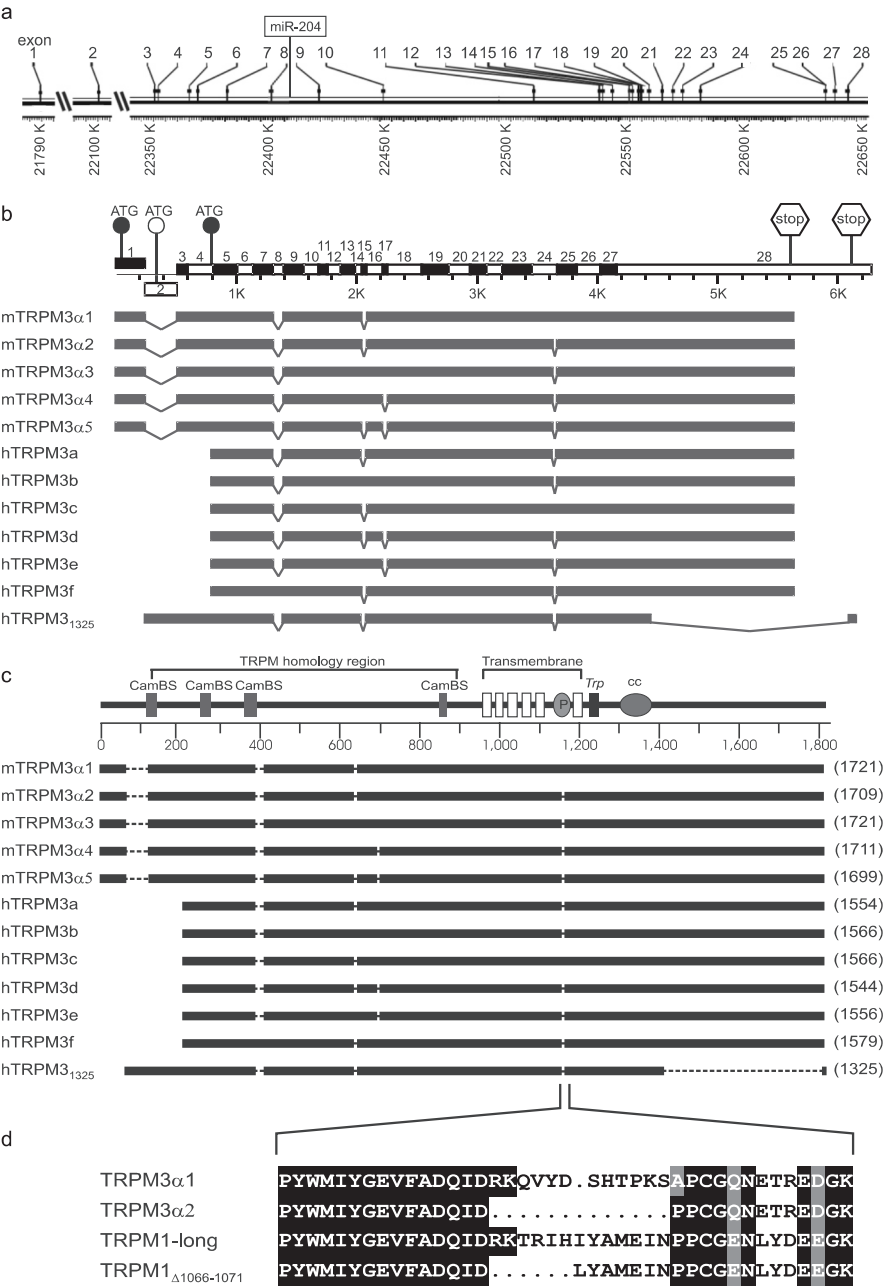 a
miR-204
exon
1 2 3 4 5 6 7 8 9 10 11 12 13 14 15 16 17 18 19 20 21 22 23 24 25 26 27 28
21790 K 22100 K 22350 K 22400 K 22450 K 22500 K 22550 K 22600 K 22650 K
b
ATG ATG ATG stop stop
1 3 4 5 6 7 8 9 10 11 12 13 14 15 17 18 19 20 21 22 23 24 25 26 27 28
2 1K 2K 3K 4K 5K 6K
mTRPM3α1
mTRPM3α2
mTRPM3α3
mTRPM3α4
mTRPM3α5
hTRPM3a
hTRPM3b
hTRPM3c
hTRPM3d
hTRPM3e
hTRPM3f
hTRPM3₁₃₂₅
c
TRPM homology region Transmembrane
CamBS CamBS CamBS CamBS Trp cc
P
0 200 400 600 800 1,000 1,200 1,400 1,600 1,800
mTRPM3α1 (1721)
mTRPM3α2 (1709)
mTRPM3α3 (1721)
mTRPM3α4 (1711)
mTRPM3α5 (1699)
hTRPM3a (1554)
hTRPM3b (1566)
hTRPM3c (1566)
hTRPM3d (1544)
hTRPM3e (1556)
hTRPM3f (1579)
hTRPM3₁₃₂₅ (1325)
d
TRPM3α1 PYWMIYGEVFADQIDRKQVYD.SHTPKSAPCGQNETREDGK
TRPM3α2 PYWMIYGEVFADQID.............PPCGQNETREDGK
TRPM1-long PYWMIYGEVFADQIDRKTRIHIYAMEINPPCGENLYDEEGK
TRPM1Δ1066-1071 PYWMIYGEVFADQID......LYAMEINPPCGENLYDEEGK